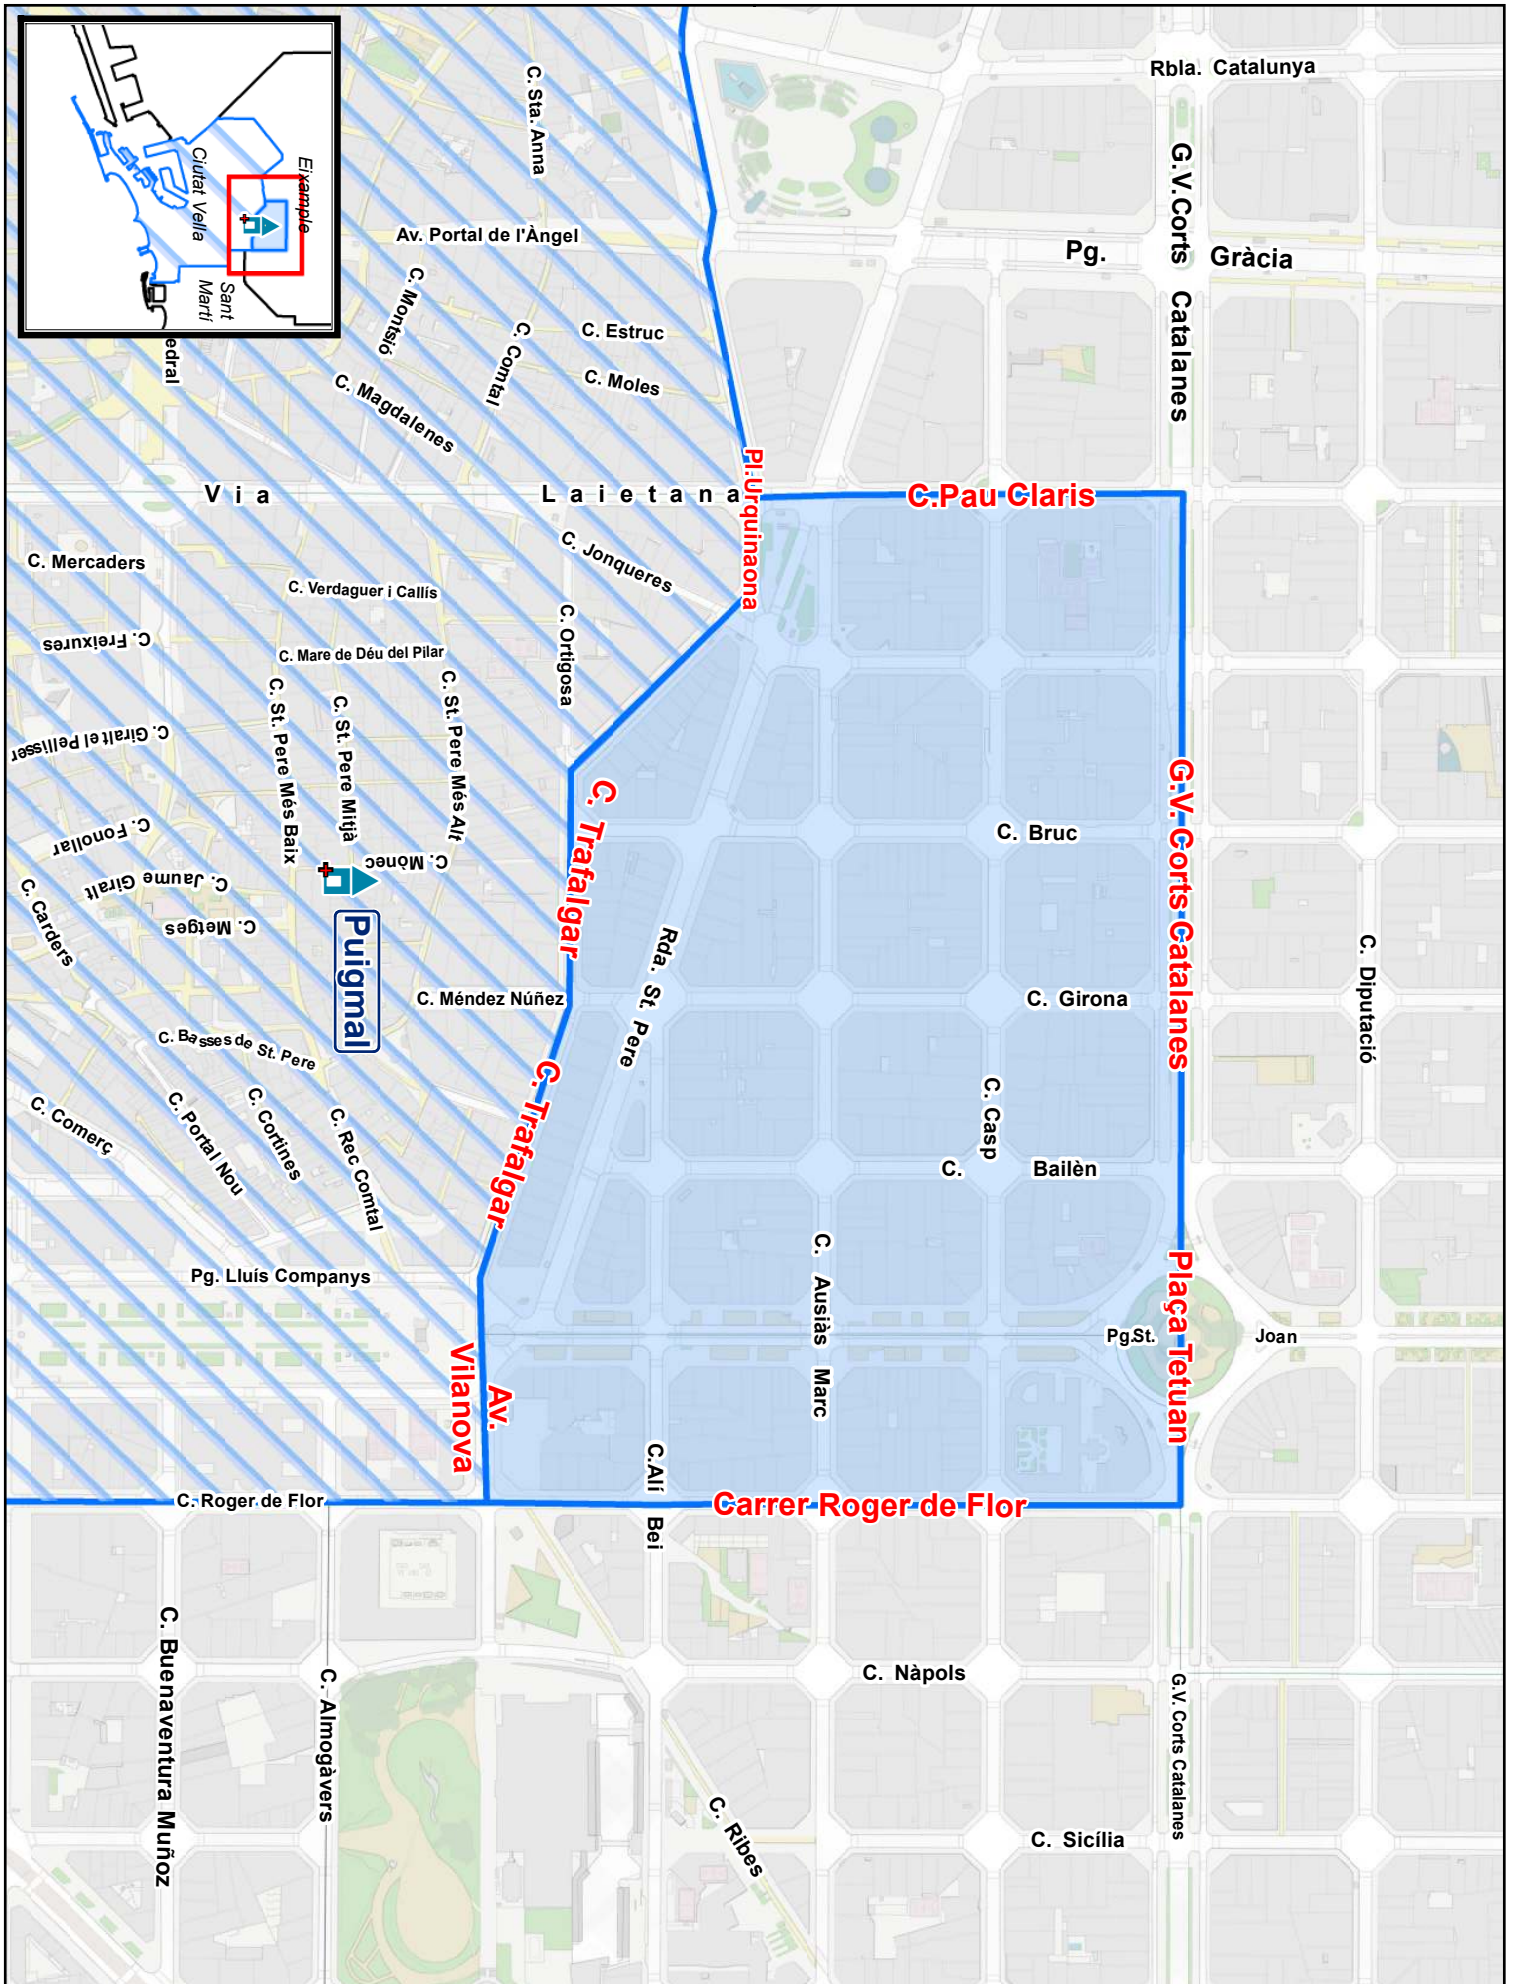 Rbla. Catalunya
G.V.Corts Catalanes
Pg. Gràcia
C. Sta. Anna
Av. Portal de l'Àngel
C. Montsió
C. Comtal
C. Estruc
C. Moles
C. Magdalenes
Eixample
Ciutat Vella
Sant
Martí
edral
Via Laietana
Pl.Urquinaona
C.Pau Claris
C. Jonqueres
C. Mercaders
C. Verdaguer i Callís
C. Ortigosa
C. Freixures
C. Mare de Déu del Pilar
C. St. Pere Més Baix
C. St. Pere Mitjà
C. St. Pere Més Alt
C. Giralt el Pellisser
C. Trafalgar
G.V. Corts Catalanes
C. Bruc
C. Fonollar
C. Mònec
C. Jaume Giralt
C. Carders
C. Metges
Puigmal
Rda. St. Pere
C. Diputació
C. Méndez Núñez
C. Girona
C. Basses de St. Pere
C. Trafalgar
C. Casp
C. Comerç
C. Portal Nou
C. Cortines
C. Rec Comtal
C. Bailèn
Pg. Lluís Companys
C. Ausiàs Marc
Plaça Tetuan
Pg.St. Joan
Av.
Vilanova
C.Alí Bei
C. Roger de Flor
Carrer Roger de Flor
C. Buenaventura Muñoz
C. Almogàvers
C. Nàpols
G.V. Corts Catalanes
C. Ribes
C. Sicília